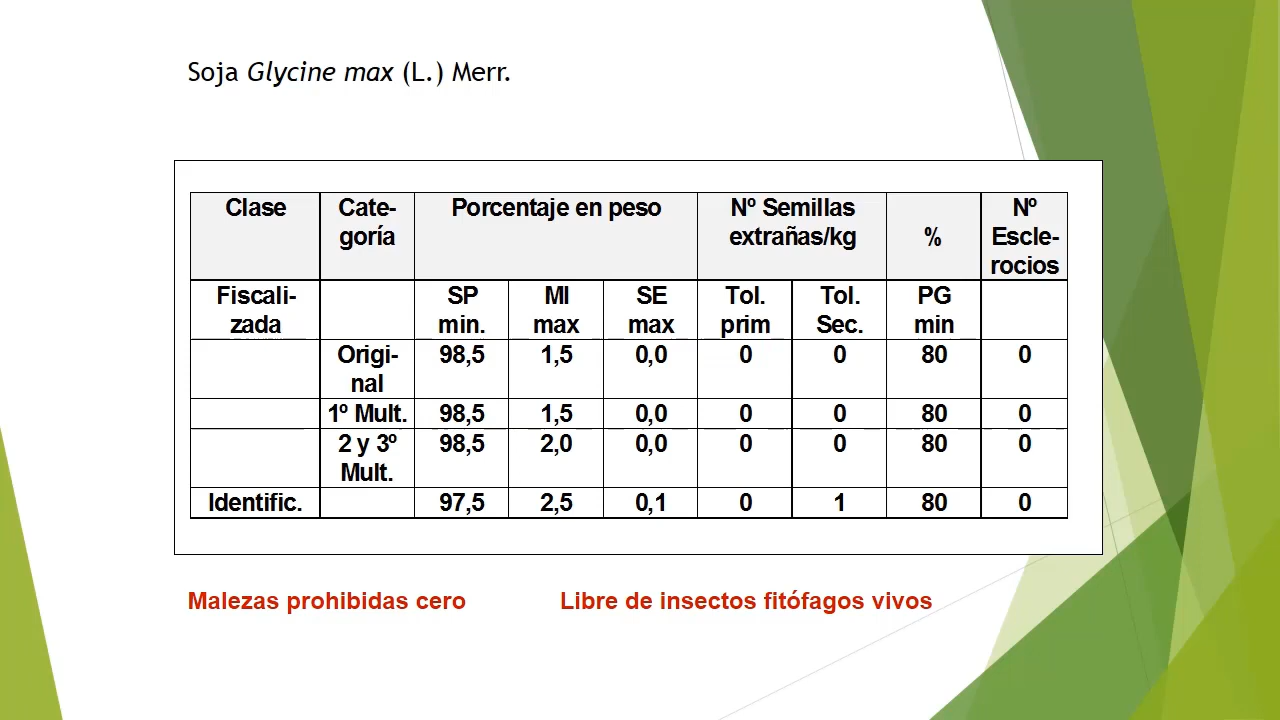 Soja Glycine max (L.) Merr.
Clase Cate- Porcentaje en peso Nº Semillas % Nº
goría extrañas/kg Escle-
rocios
Fiscali- SP MI SE Tol. Tol. PG
zada min. max max prim Sec. min
Origi- 98,5 1,5 0,0 0 0 80 0
nal
1º Mult. 98,5 1,5 0,0 0 0 80 0
2 y 3º 98,5 2,0 0,0 0 0 80 0
Mult.
Identific. 97,5 2,5 0,1 0 1 80 0
Malezas prohibidas cero Libre de insectos fitófagos vivos